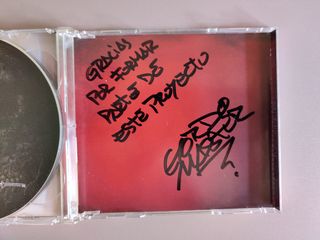 GRACIAS
POR FORMAR
PARTE DE
ESTE PROYECTO